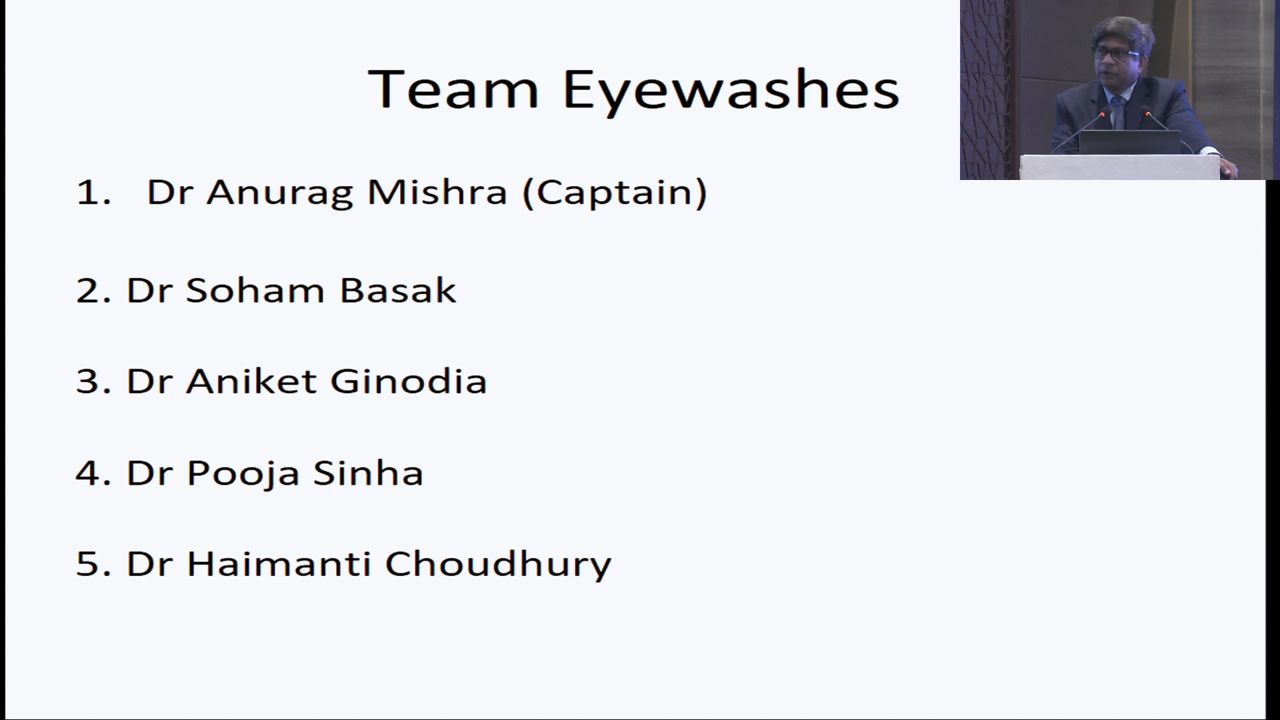 Team Eyewashes
1. Dr Anurag Mishra (Captain)
2. Dr Soham Basak
3. Dr Aniket Ginodia
4. Dr Pooja Sinha
5. Dr Haimanti Choudhury